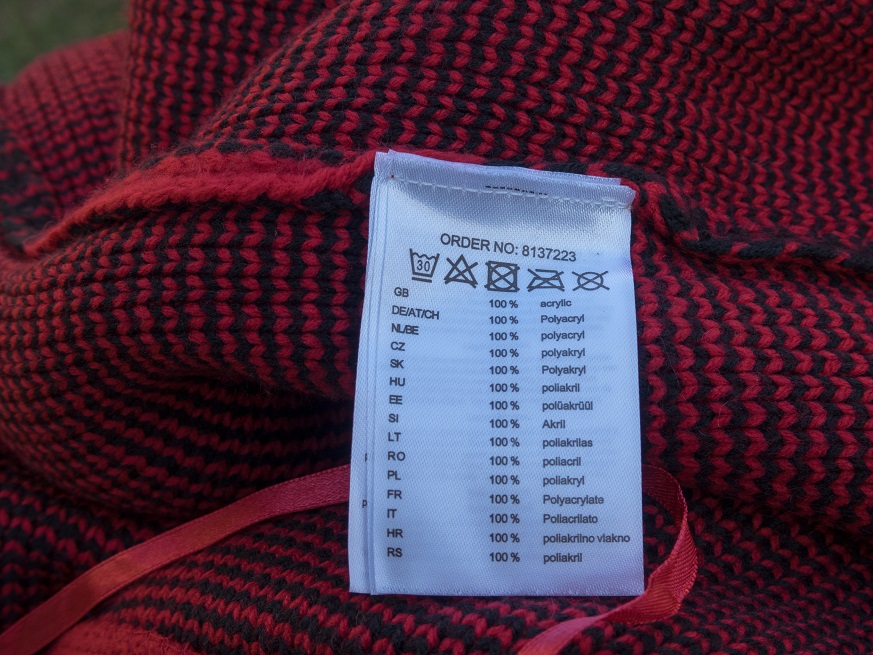 ORDER NO: 8137223
30
GB 100 % acrylic
DE/AT/CH 100 % Polyacryl
NL/BE 100 % polyacryl
CZ 100 % polyakryl
SK 100 % Polyakryl
HU 100 % poliakril
EE 100 % polüakrüül
SI 100 % Akril
LT 100 % poliakrilas
RO 100 % poliacril
PL 100 % poliakryl
FR 100 % Polyacrylate
IT 100 % Poliacrilato
HR 100 % poliakrilno vlakno
RS 100 % poliakril